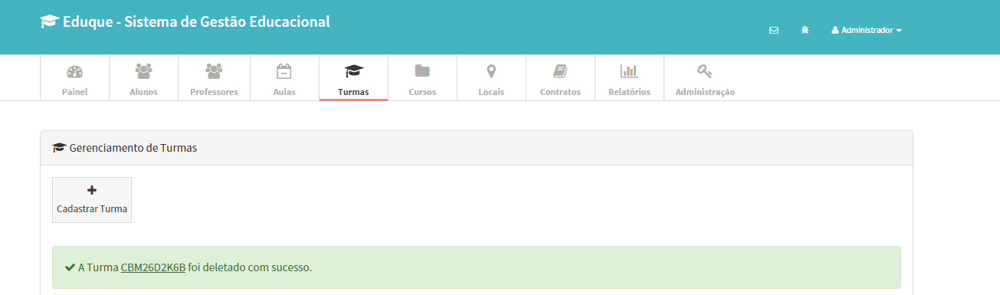 Eduque - Sistema de Gestão Educacional
Administrador
Painel
Alunos
Professores
Aulas
Turmas
Cursos
Locais
Contratos
Relatórios
Administração
Gerenciamento de Turmas
Cadastrar Turma
A Turma CBM26D2K6B foi deletado com sucesso.